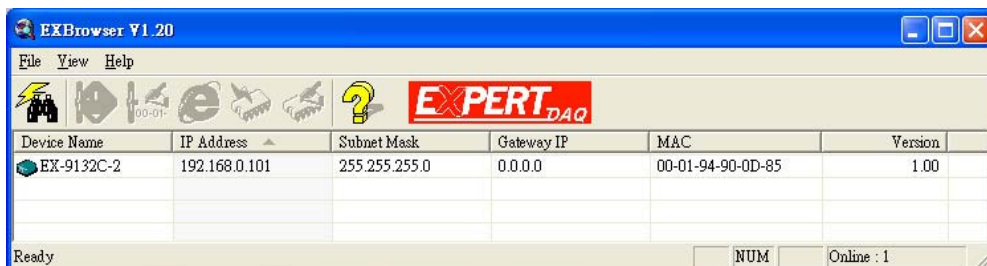 EXBrowser V1.20
File View Help
00-01-
EXPERT DAQ
Device Name IP Address Subnet Mask Gateway IP MAC Version
EX-9132C-2 192.168.0.101 255.255.255.0 0.0.0.0 00-01-94-90-0D-85 1.00
Ready NUM Online : 1